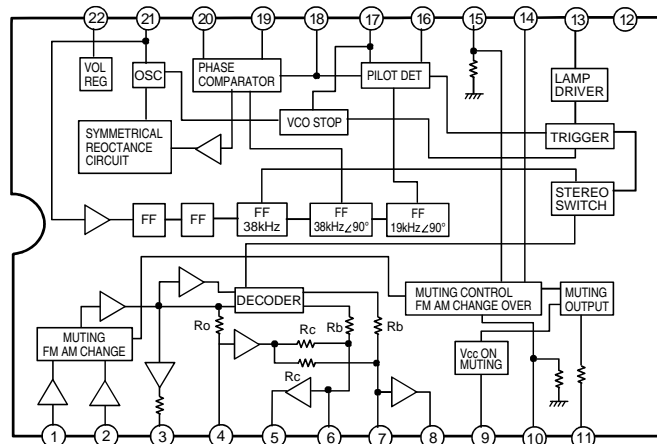 22 21 20 19 18 17 16 15 14 13 12
VOL
REG
OSC
PHASE
COMPARATOR
PILOT DET
LAMP
DRIVER
VCO STOP
SYMMETRICAL
REOCTANCE
CIRCUIT
TRIGGER
STEREO
SWITCH
FF
FF
FF
38kHz
FF
38kHz∠90°
FF
19kHz∠90°
DECODER
MUTING CONTROL
FM AM CHANGE OVER
MUTING
OUTPUT
Ro
Rc
Rb
Rb
MUTING
FM AM CHANGE
Rc
Vcc ON
MUTING
1 2 3 4 5 6 7 8 9 10 11